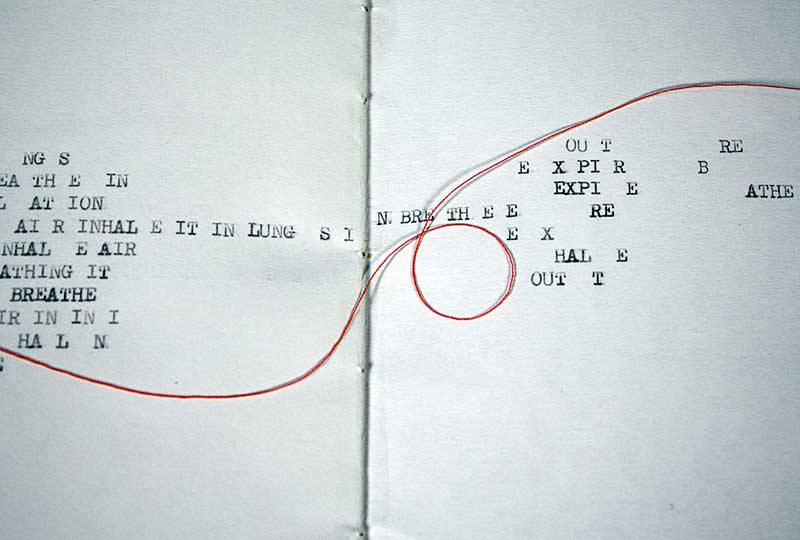 NG S
EA TH E IN
L AT ION
AI R INHAL E IT IN LUNG S I
NHAL E AIR
ATHING IT
BREATHE
IR IN IN I
HA L N
OU T RE
E X PI R B
EXPI E ATHE
N BRE TH E E RE
E X
HAL E
OUT T